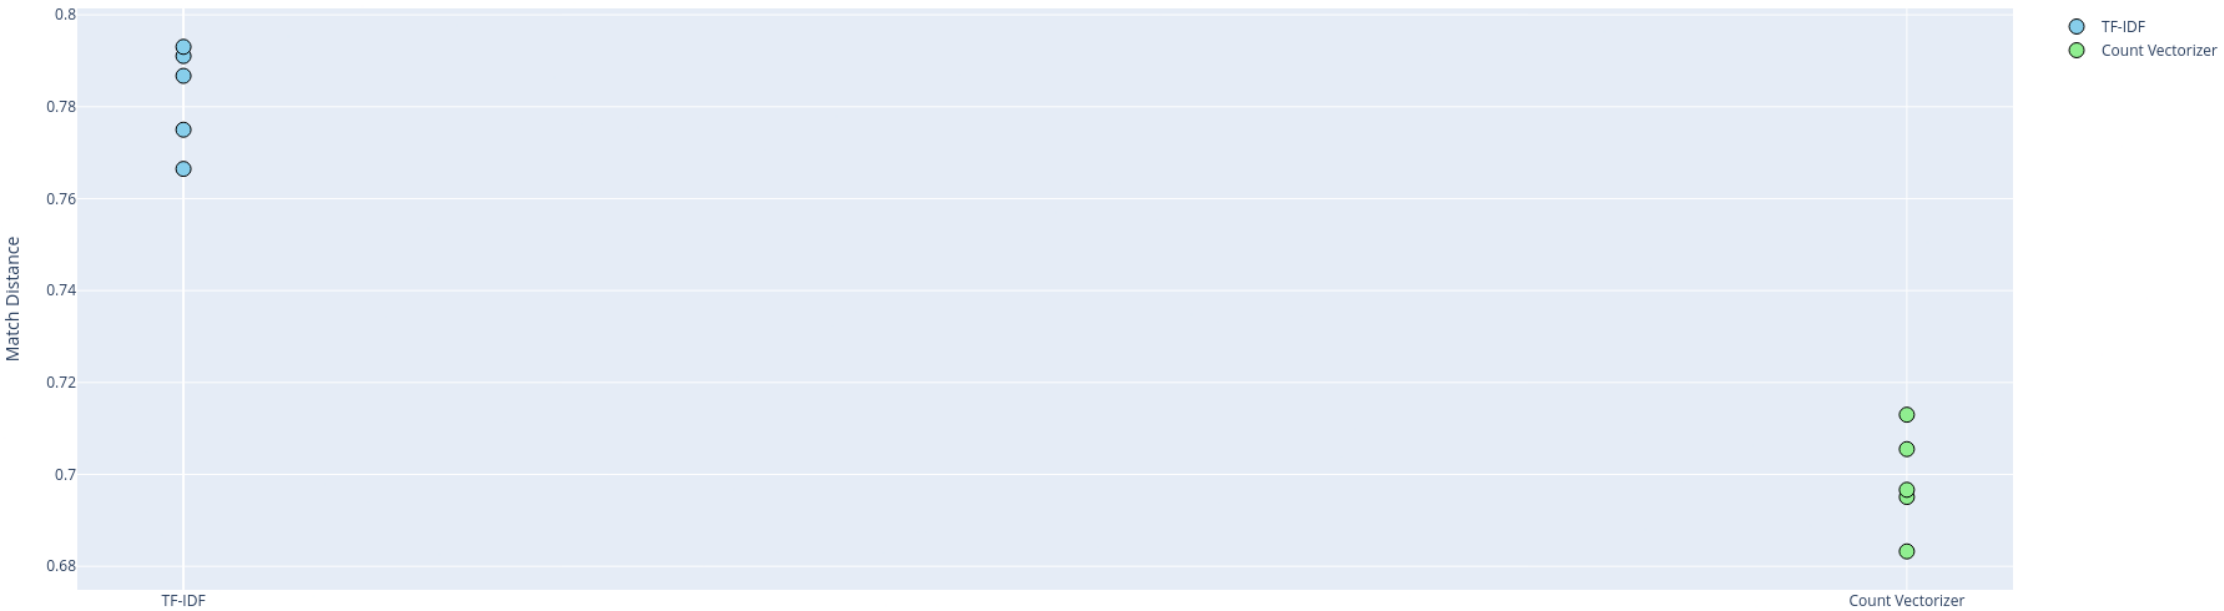 Match Distance
0.8
0.78
0.76
0.74
0.72
0.7
0.68
TF-IDF
Count Vectorizer
TF-IDF
Count Vectorizer